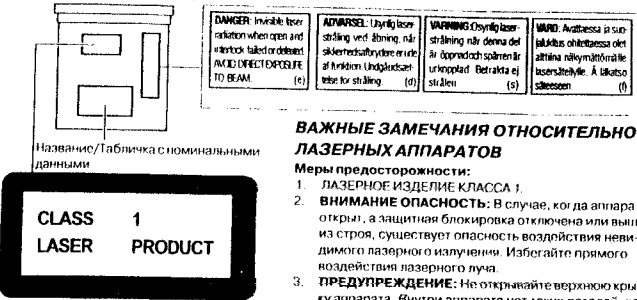 DANGER: Invisible laser
radiation when open and
interlock failed or defeated.
AVOID DIRECT EXPOSURE
TO BEAM. (e)
ADVARSEL: Usynlig laser-
stråling ved åbning, når
sikkerhedsafbrydere er ude
af funktion. Undgå udsæt-
telse for stråling. (d)
VARNING: Osynlig laser-
strålning när denna del
är öppnad och spärren är
urkopplad. Betrakta ej
strålen. (s)
VARO: Avattaessa ja suo-
jalukitus ohitettaessa olet
alttiina näkymättömälle
lasersäteilylle. Älä katso
säteeseen. (f)
Название/Табличка с номинальными
данными
CLASS 1
LASER PRODUCT
ВАЖНЫЕ ЗАМЕЧАНИЯ ОТНОСИТЕЛЬНО
ЛАЗЕРНЫХ АППАРАТОВ
Меры предосторожности:
1. ЛАЗЕРНОЕ ИЗДЕЛИЕ КЛАССА 1.
2. ВНИМАНИЕ ОПАСНОСТЬ: В случае, когда аппара
открыт, а защитная блокировка отключена или выш
из строя, существует опасность воздействия неви-
димого лазерного излучения. Избегайте прямого
воздействия лазерного луча.
3. ПРЕДУПРЕЖДЕНИЕ: Не открывайте верхнюю кры
ку аппарата. Внутри аппарата нет